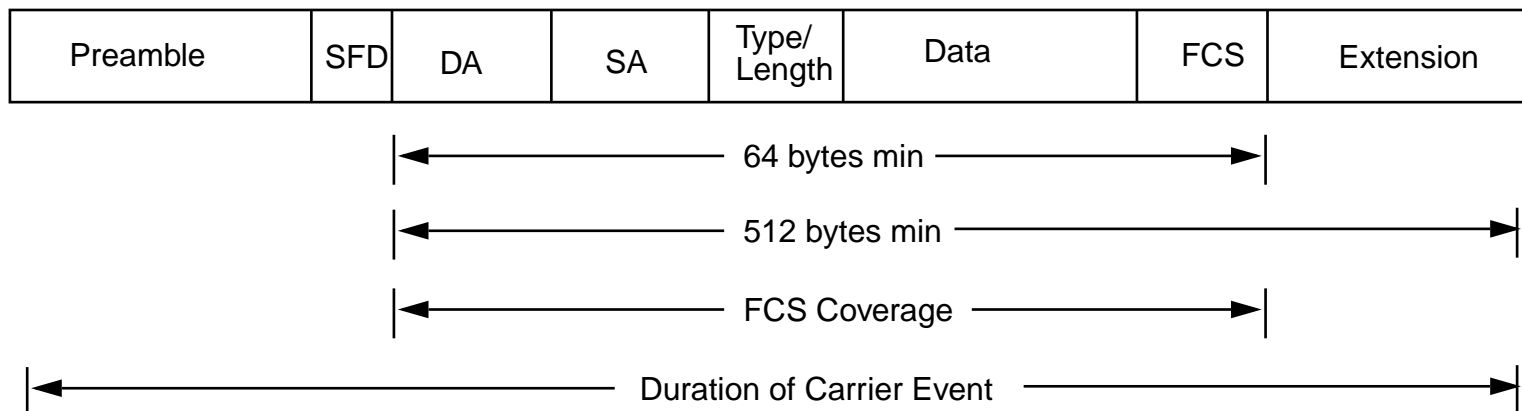 Preamble SFD DA SA Type/ Length Data FCS Extension
64 bytes min
512 bytes min
FCS Coverage
Duration of Carrier Event